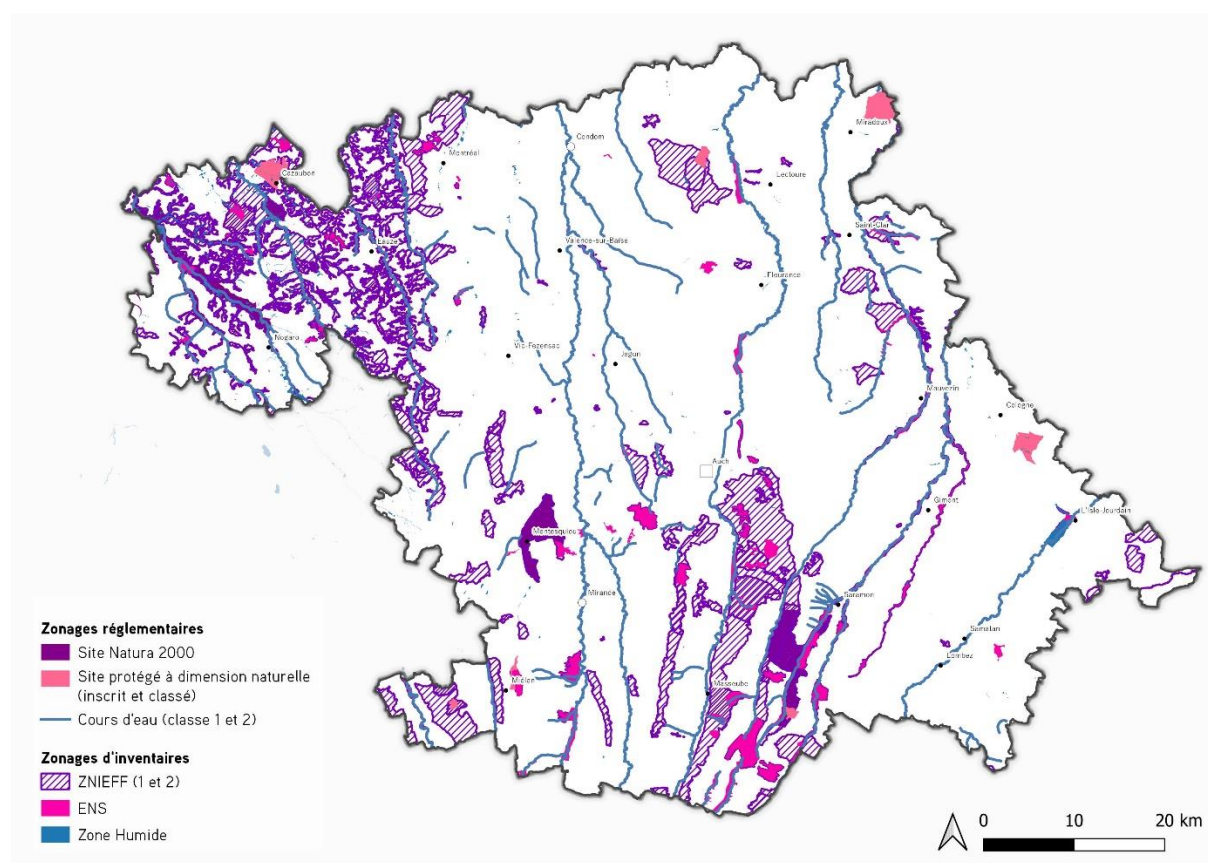 Condom
Miradoux
Montréal
Cazaubon
Lectoure
Saint-Clar
Eauze
Valence-sur-Baïse
Fleurance
Nogaro
Vic-Fezensac
Jegun
Mauvezin
Cologne
Auch
Gimont
L'Isle-Jourdain
Montesquiou
Mirande
Saramon
Samatan
Lombez
Miélan
Masseube
Zonages réglementaires
Site Natura 2000
Site protégé à dimension naturelle
(inscrit et classé)
Cours d'eau (classe 1 et 2)
Zonages d'inventaires
ZNIEFF (1 et 2)
ENS
Zone Humide
0 10 20 km